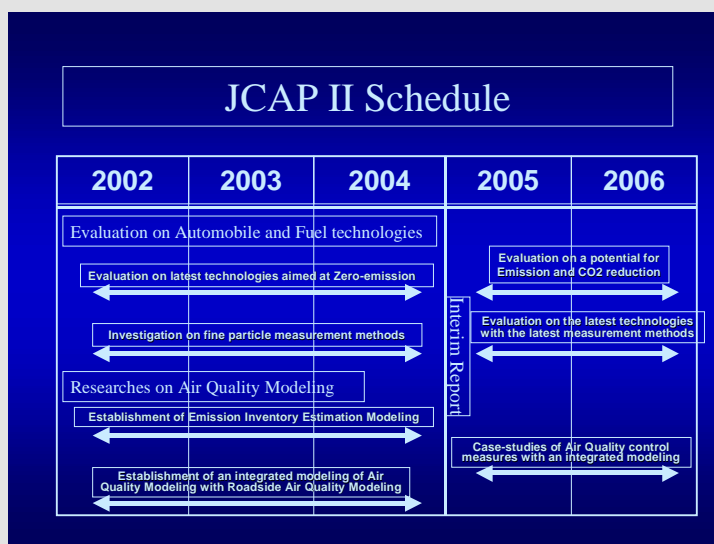 JCAP II Schedule
2002 2003 2004 2005 2006
Evaluation on Automobile and Fuel technologies
Evaluation on latest technologies aimed at Zero-emission
Investigation on fine particle measurement methods
Researches on Air Quality Modeling
Establishment of Emission Inventory Estimation Modeling
Establishment of an integrated modeling of Air
Quality Modeling with Roadside Air Quality Modeling
Interim Report
Evaluation on a potential for
Emission and CO2 reduction
Evaluation on the latest technologies
with the latest measurement methods
Case-studies of Air Quality control
measures with an integrated modeling